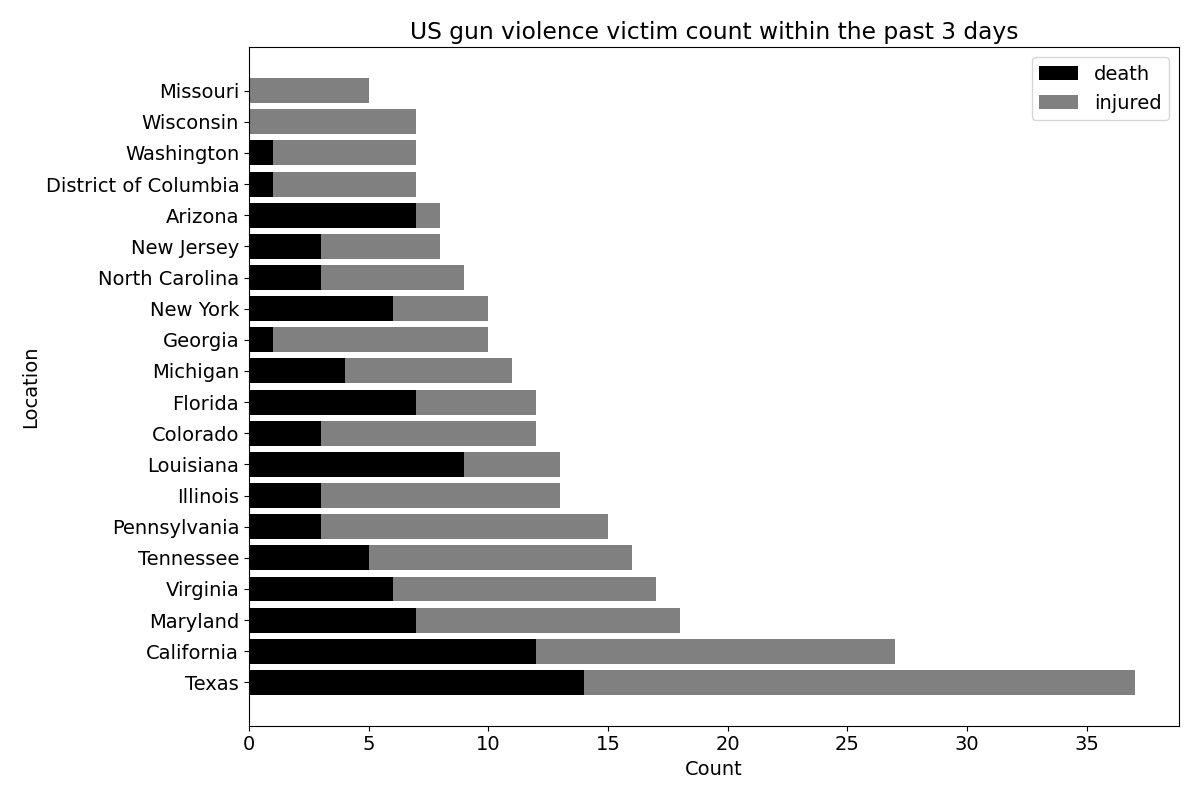 US gun violence victim count within the past 3 days
death
injured
Missouri
Wisconsin
Washington
District of Columbia
Arizona
New Jersey
North Carolina
New York
Georgia
Michigan
Florida
Colorado
Louisiana
Illinois
Pennsylvania
Tennessee
Virginia
Maryland
California
Texas
Location
0 5 10 15 20 25 30 35
Count